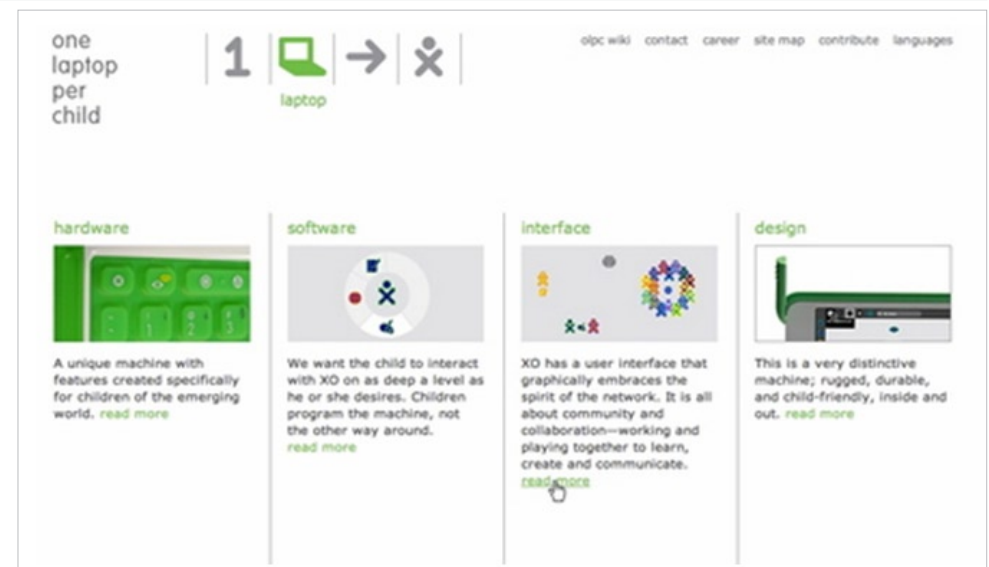 one
laptop
per
child
1
laptop
olpc wiki contact career site map contribute languages
hardware
A unique machine with
features created specifically
for children of the emerging
world. read more
software
We want the child to interact
with XO on as deep a level as
he or she desires. Children
program the machine, not
the other way around.
read more
interface
XO has a user interface that
graphically embraces the
spirit of the network. It is all
about community and
collaboration—working and
playing together to learn,
create and communicate.
read more
design
This is a very distinctive
machine; rugged, durable,
and child-friendly, inside and
out. read more